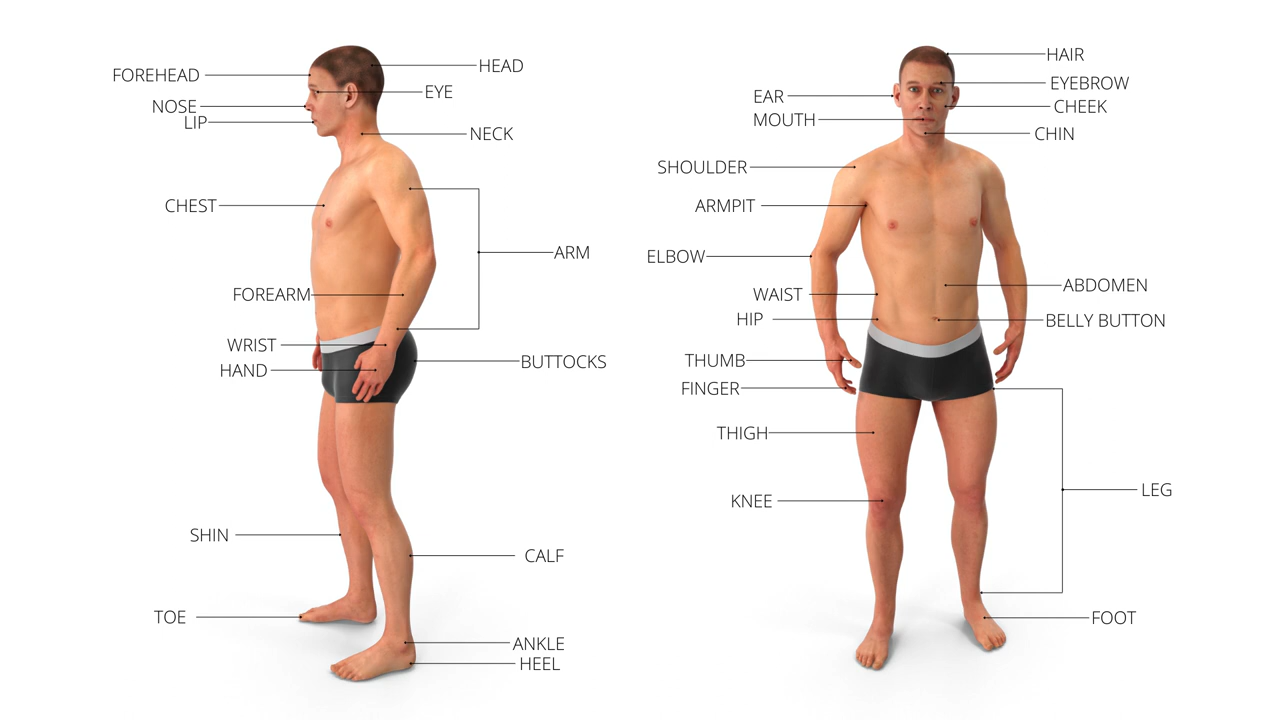 FOREHEAD
HEAD
EYE
NOSE
LIP
NECK
CHEST
ARM
FOREARM
WRIST
BUTTOCKS
HAND
SHIN
CALF
TOE
ANKLE
HEEL
HAIR
EYEBROW
EAR
CHEEK
MOUTH
CHIN
SHOULDER
ARMPIT
ELBOW
ABDOMEN
WAIST
HIP
BELLY BUTTON
THUMB
FINGER
THIGH
LEG
KNEE
FOOT